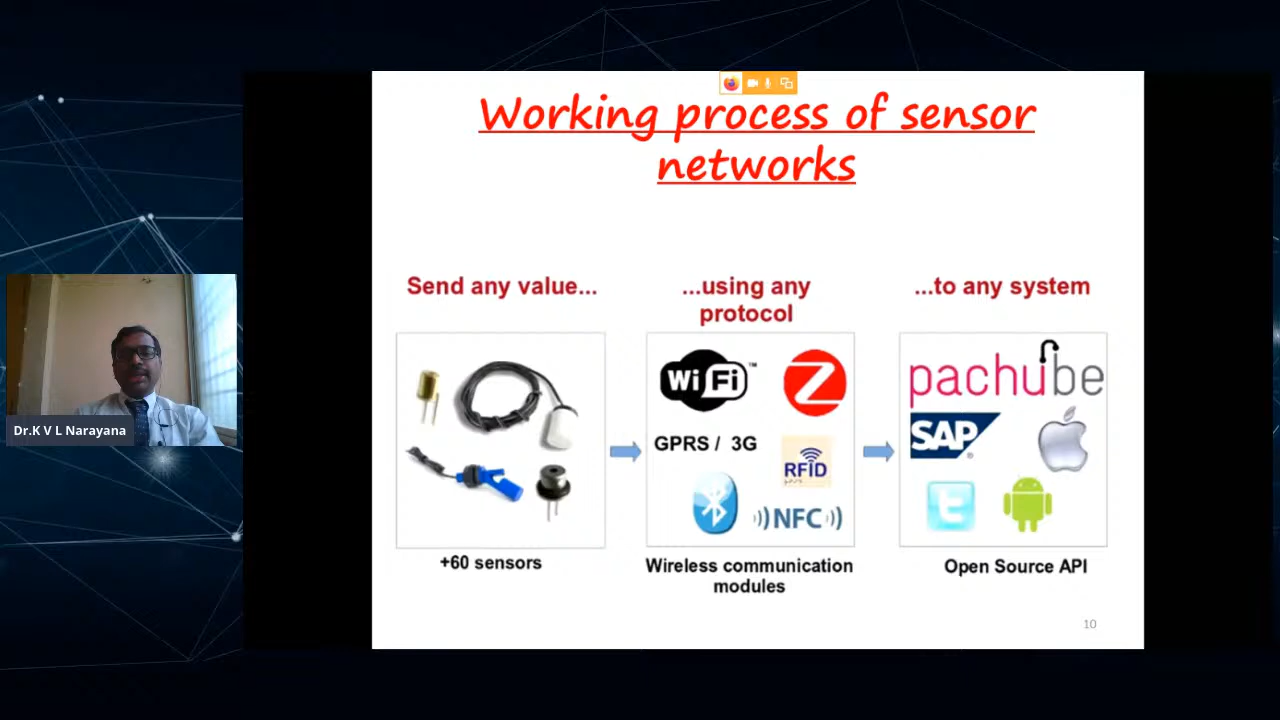 Working process of sensor
networks
Send any value...
...using any
protocol
...to any system
WiFi™
GPRS / 3G
RFiD
NFC
pachube
SAP®
+60 sensors
Wireless communication
modules
Open Source API
10
Dr.K V L Narayana